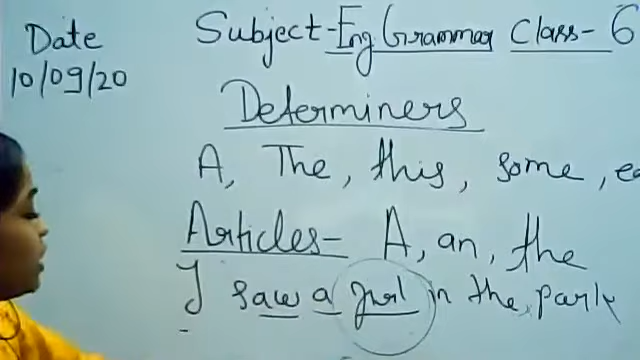 Date
10/09/20
Subject-Eng Grammar Class-6
Determiners
A, The, this, some,
Articles- A, an, the
I saw a girl in the park